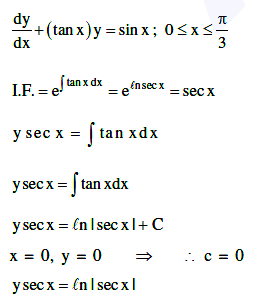 dy/dx + (tan x) y = sin x ; 0 ≤ x ≤ π/3
I.F. = e^∫tan x dx = e^ℓn sec x = sec x
y sec x = ∫ tan x dx
y sec x = ∫ tan x dx
y sec x = ℓn |sec x| + C
x = 0, y = 0 ⇒ ∴ c = 0
y sec x = ℓn |sec x|